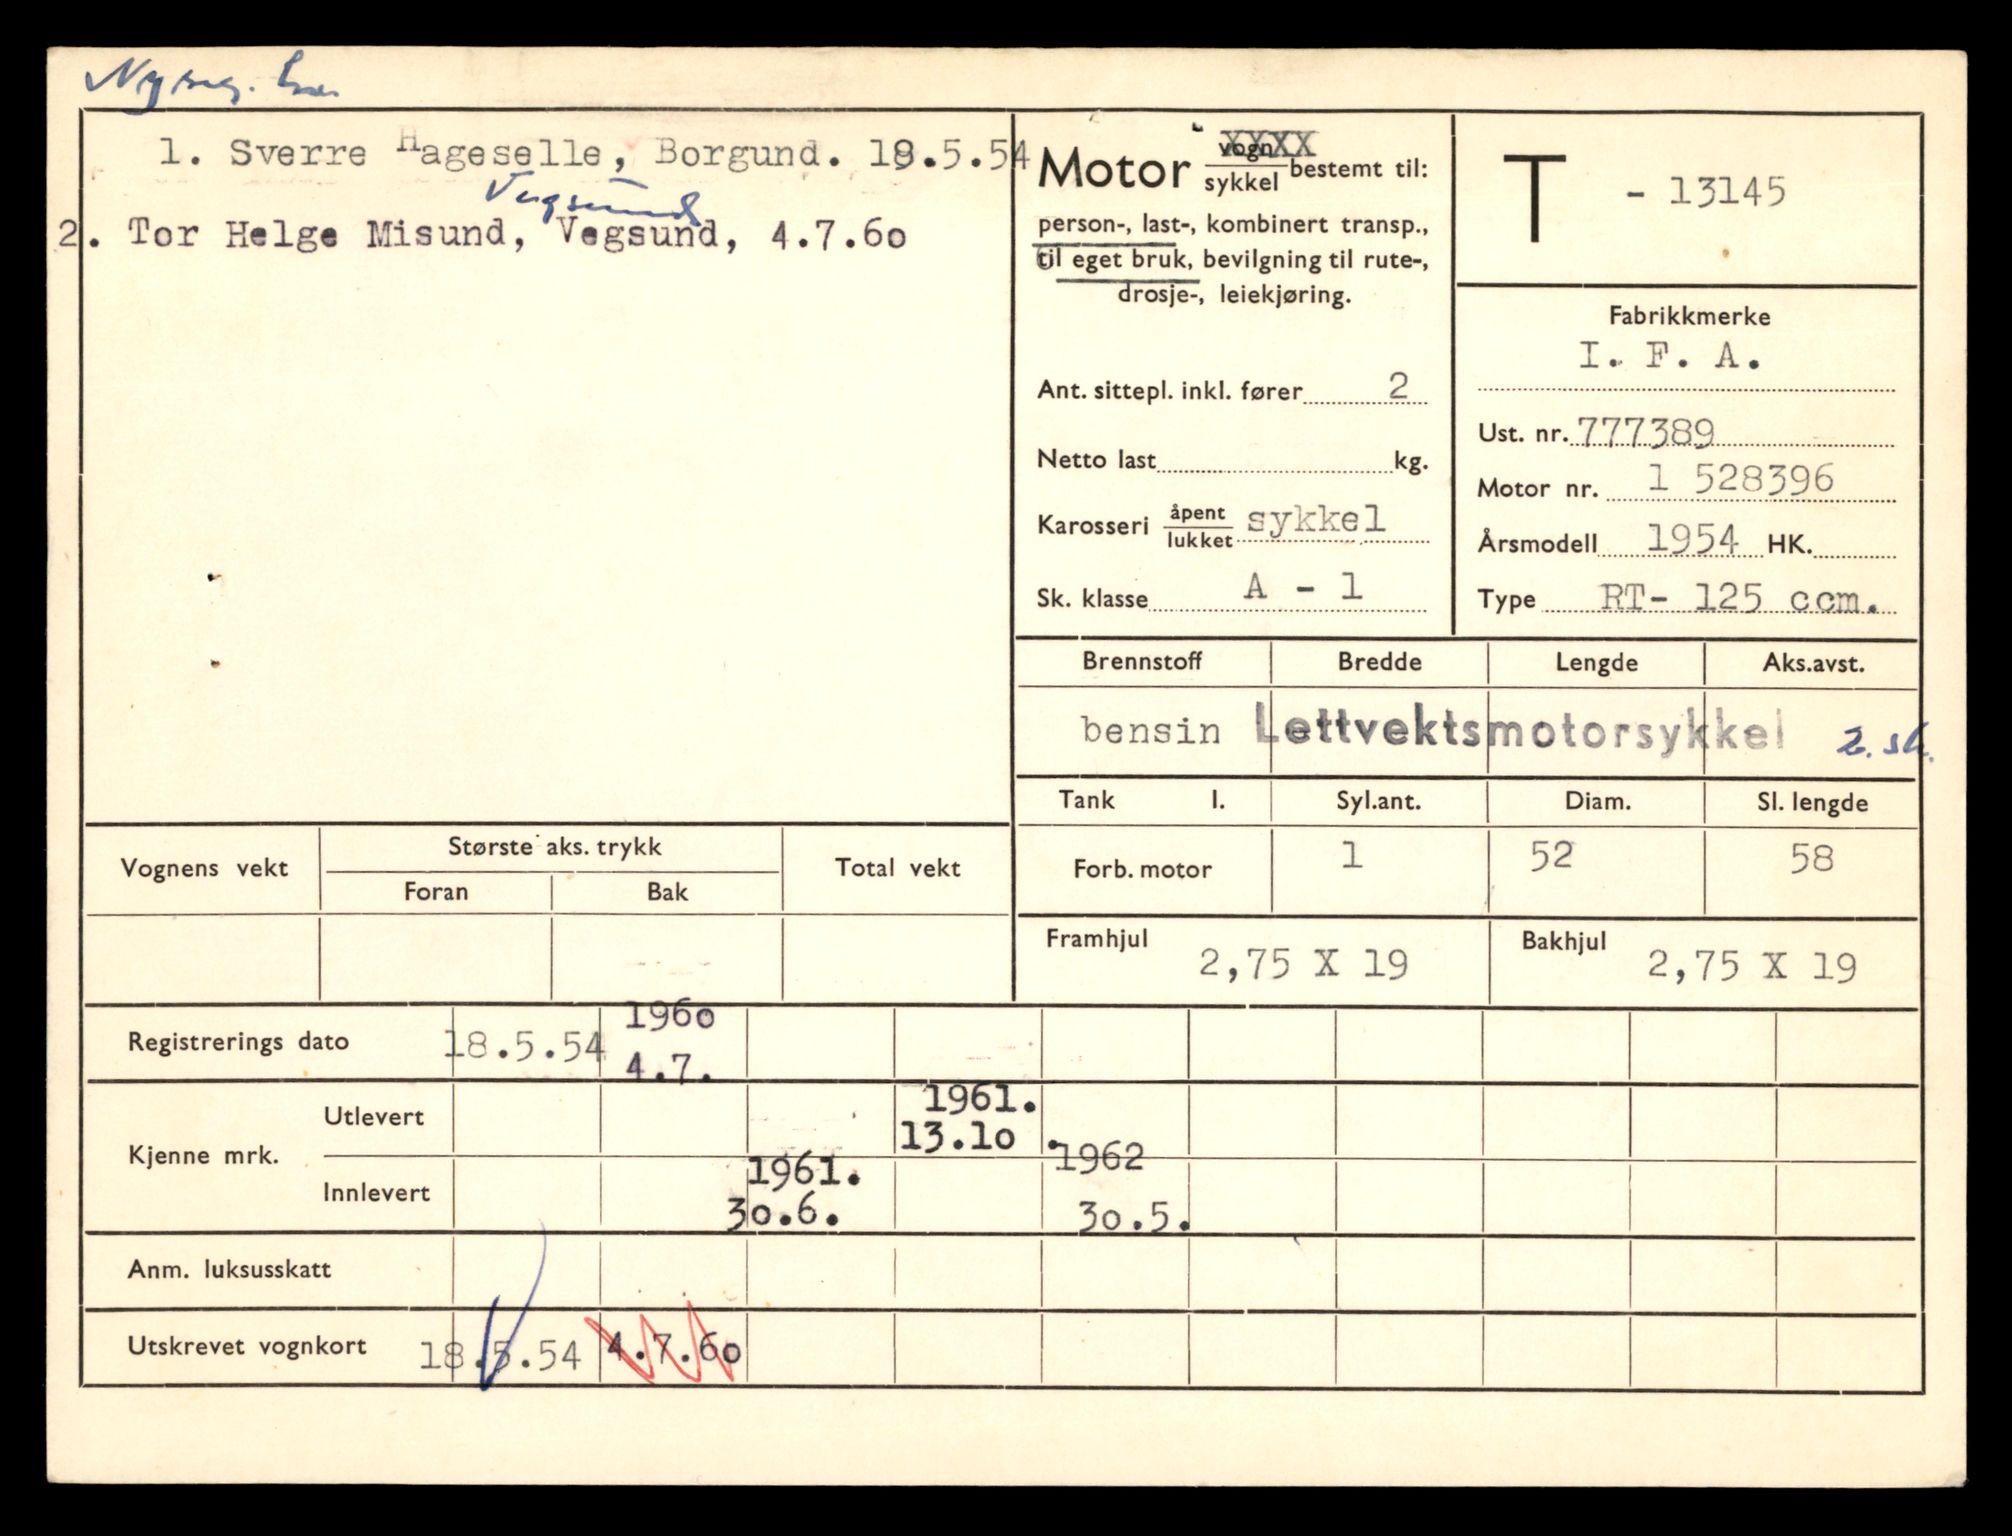 1. Sverre Hageselle, Borgund. 18.5.54
Vegsund
2. Tor Helge Misund, Vegsund, 4.7.60
Motor vogn XXXX sykkel bestemt til:
person-, last-, kombinert transp.,
til eget bruk, bevilgning til rute-,
drosje-, leiekjøring.
Ant. sittepl. inkl. fører 2
Netto last kg.
Karosseri åpent lukket sykkel
Sk. klasse A - 1
T - 13145
Fabrikkmerke
I. F. A.
Ust. nr. 777389
Motor nr. 1 528396
Årsmodell 1954 HK.
Type RT- 125 ccm.
Brennstoff Bredde Lengde Aks.avst.
bensin Lettvektsmotorsykkel
Tank l. Syl.ant. Diam. Sl. lengde
Forb. motor 1 52 58
Framhjul 2,75 X 19 Bakhjul 2,75 X 19
Vognens vekt Største aks. trykk Total vekt
Foran Bak
Registrerings dato 18.5.54 1960 4.7.
Kjenne mrk.
Utlevert 1961. 13.10.
Innlevert 1961. 30.6. 1962 30.5.
Anm. luksusskatt
Utskrevet vognkort 18.5.54 4.7.60